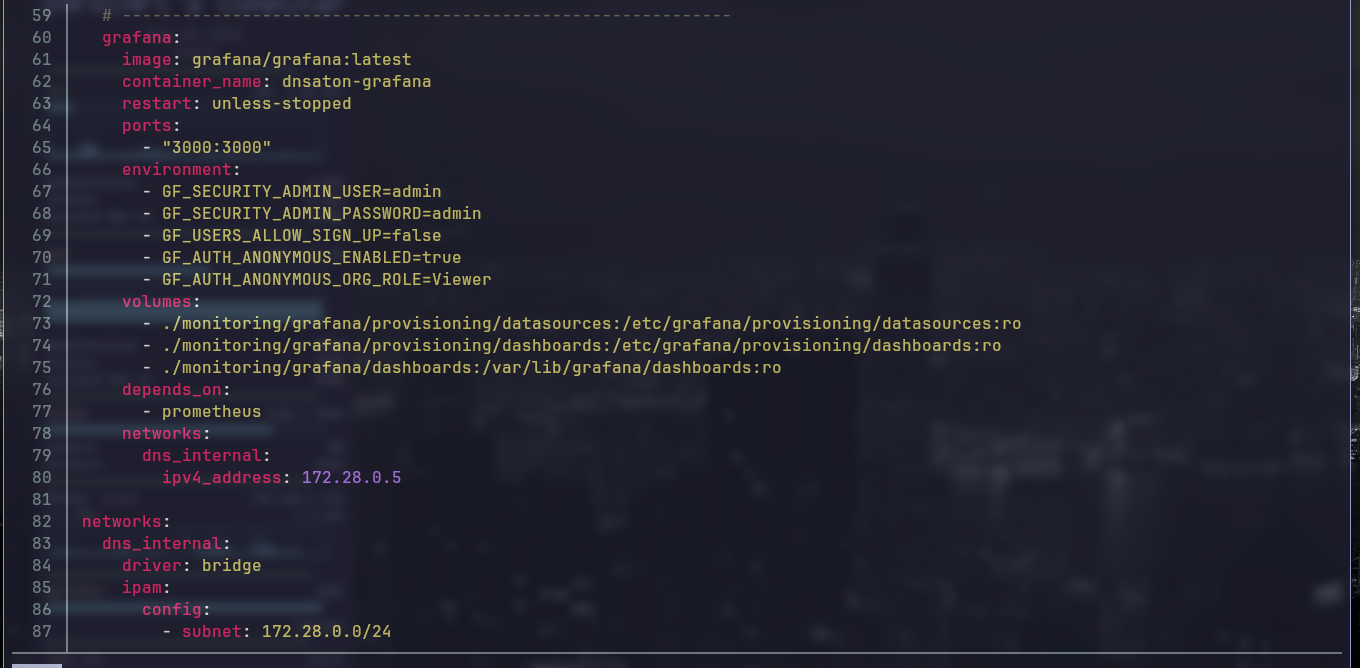 59 # -------------------------------------------------------------
60 grafana:
61 image: grafana/grafana:latest
62 container_name: dnsaton-grafana
63 restart: unless-stopped
64 ports:
65 - "3000:3000"
66 environment:
67 - GF_SECURITY_ADMIN_USER=admin
68 - GF_SECURITY_ADMIN_PASSWORD=admin
69 - GF_USERS_ALLOW_SIGN_UP=false
70 - GF_AUTH_ANONYMOUS_ENABLED=true
71 - GF_AUTH_ANONYMOUS_ORG_ROLE=Viewer
72 volumes:
73 - ./monitoring/grafana/provisioning/datasources:/etc/grafana/provisioning/datasources:ro
74 - ./monitoring/grafana/provisioning/dashboards:/etc/grafana/provisioning/dashboards:ro
75 - ./monitoring/grafana/dashboards:/var/lib/grafana/dashboards:ro
76 depends_on:
77 - prometheus
78 networks:
79 dns_internal:
80 ipv4_address: 172.28.0.5
81
82 networks:
83 dns_internal:
84 driver: bridge
85 ipam:
86 config:
87 - subnet: 172.28.0.0/24